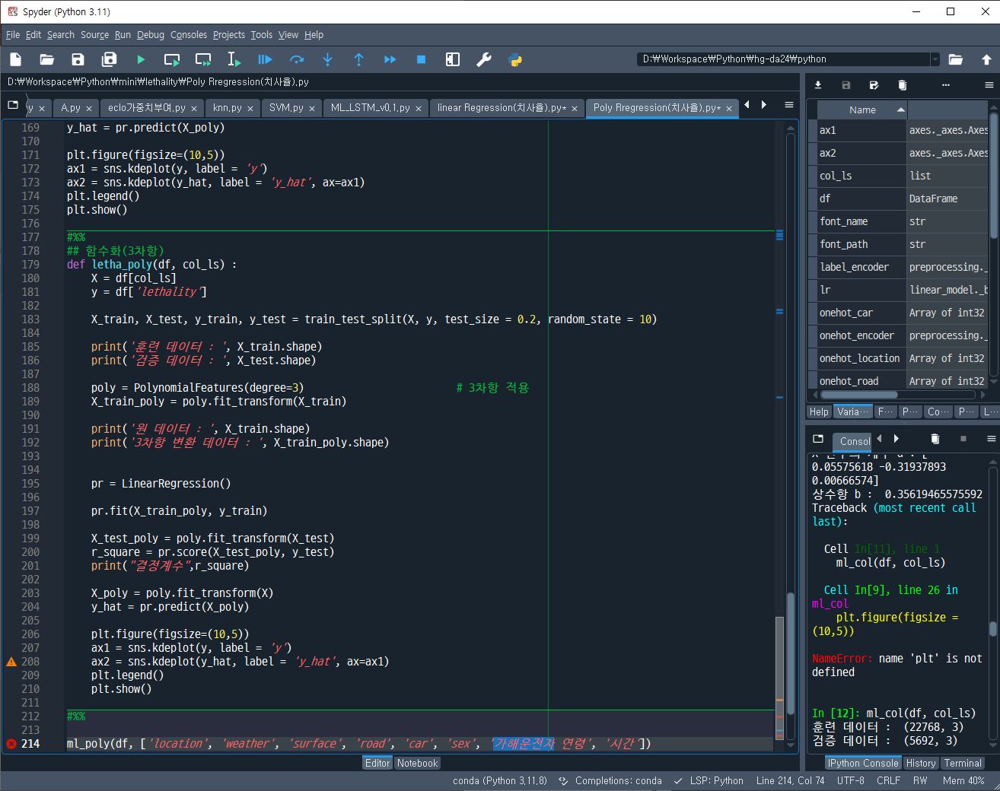 Spyder (Python 3.11)
File Edit Search Source Run Debug Consoles Projects Tools View Help
D:₩Workspace₩Python₩hg-da24₩python
D:₩Workspace₩Python₩mini₩lethality₩Poly Rregression(치사율).py
y A.py eclo가중치부여.py knn.py SVM.py ML_LSTM_v0.1.py linear Regression(치사율).py* Poly Rregression(치사율).py*
169 y_hat = pr.predict(X_poly)
170
171 plt.figure(figsize=(10,5))
172 ax1 = sns.kdeplot(y, label = 'y')
173 ax2 = sns.kdeplot(y_hat, label = 'y_hat', ax=ax1)
174 plt.legend()
175 plt.show()
176
177 #%%
178 ## 함수화(3차항)
179 def letha_poly(df, col_ls) :
180     X = df[col_ls]
181     y = df['lethality']
182
183     X_train, X_test, y_train, y_test = train_test_split(X, y, test_size = 0.2, random_state = 10)
184
185     print('훈련 데이터 : ', X_train.shape)
186     print('검증 데이터 : ', X_test.shape)
187
188     poly = PolynomialFeatures(degree=3)                         # 3차항 적용
189     X_train_poly = poly.fit_transform(X_train)
190
191     print('원 데이터 : ', X_train.shape)
192     print('3차항 변환 데이터 : ', X_train_poly.shape)
193
194
195     pr = LinearRegression()
196
197     pr.fit(X_train_poly, y_train)
198
199     X_test_poly = poly.fit_transform(X_test)
200     r_square = pr.score(X_test_poly, y_test)
201     print("결정계수",r_square)
202
203     X_poly = poly.fit_transform(X)
204     y_hat = pr.predict(X_poly)
205
206     plt.figure(figsize=(10,5))
207     ax1 = sns.kdeplot(y, label = 'y')
208     ax2 = sns.kdeplot(y_hat, label = 'y_hat', ax=ax1)
209     plt.legend()
210     plt.show()
211
212 #%%
213
214 ml_poly(df, ['location', 'weather', 'surface', 'road', 'car', 'sex', '가해운전자 연령', '시간'])
Editor Notebook
Name
ax1 axes._axes.Axes
ax2 axes._axes.Axes
col_ls list
df DataFrame
font_name str
font_path str
label_encoder preprocessing._
lr linear_model._b
onehot_car Array of int32
onehot_encoder preprocessing._
onehot_location Array of int32
onehot_road Array of int32
Help Varia··· F··· P··· Co··· P··· L···
Consol
0.05575618 -0.31937893
0.00666574]
상수항 b :  0.35619465575592
Traceback (most recent call
last):
Cell In[11], line 1
ml_col(df, col_ls)
Cell In[9], line 26 in
ml_col
plt.figure(figsize =
(10,5))
NameError: name 'plt' is not
defined
In [12]: ml_col(df, col_ls)
훈련 데이터 :  (22768, 3)
검증 데이터 :  (5692, 3)
IPython Console History Terminal
conda (Python 3.11.8) Completions: conda LSP: Python Line 214, Col 74 UTF-8 CRLF RW Mem 40%